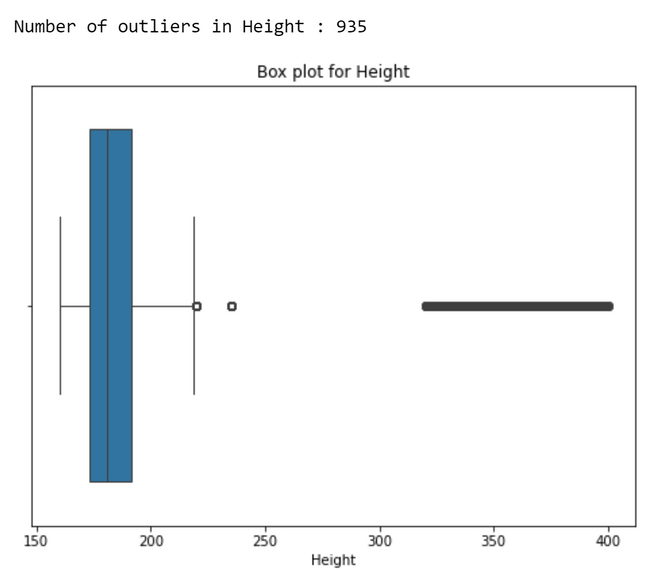 Number of outliers in Height : 935
Box plot for Height
150 200 250 300 350 400
Height